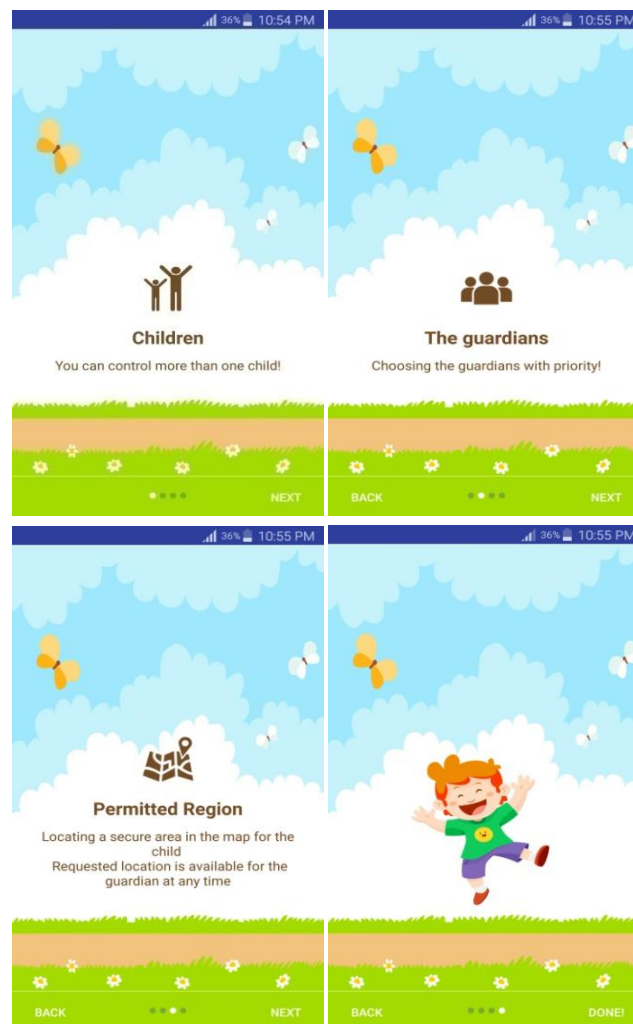 36% 10:54 PM
Children
You can control more than one child!
NEXT
36% 10:55 PM
The guardians
Choosing the guardians with priority!
BACK NEXT
36% 10:55 PM
Permitted Region
Locating a secure area in the map for the
child
Requested location is available for the
guardian at any time
BACK NEXT
36% 10:55 PM
BACK DONE!